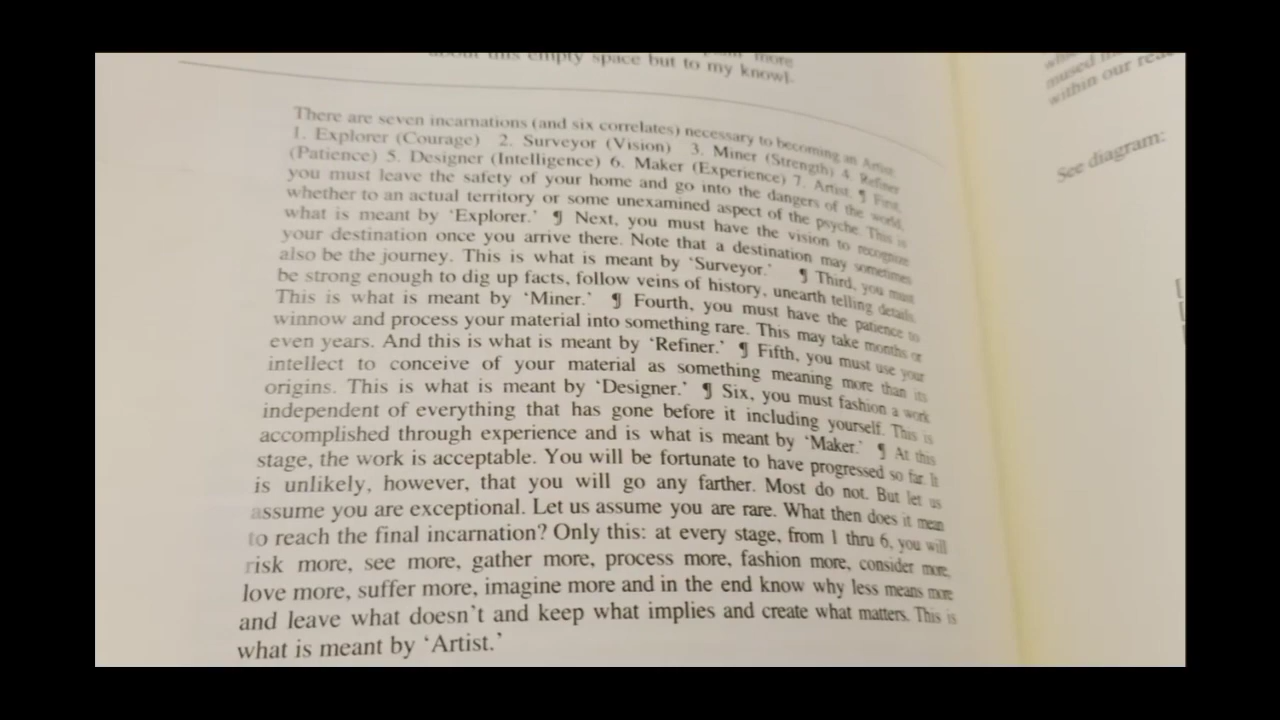 about this empty space but to my knowl-
more
There are seven incarnations (and six correlates) necessary to becoming an Artist:
1. Explorer (Courage) 2. Surveyor (Vision) 3. Miner (Strength) 4. Refiner
(Patience) 5. Designer (Intelligence) 6. Maker (Experience) 7. Artist. ¶ First,
you must leave the safety of your home and go into the dangers of the world,
whether to an actual territory or some unexamined aspect of the psyche. This is
what is meant by ‘Explorer.’ ¶ Next, you must have the vision to recognize
your destination once you arrive there. Note that a destination may sometimes
also be the journey. This is what is meant by ‘Surveyor.’ ¶ Third, you must
be strong enough to dig up facts, follow veins of history, unearth telling details.
This is what is meant by ‘Miner.’ ¶ Fourth, you must have the patience to
winnow and process your material into something rare. This may take months or
even years. And this is what is meant by ‘Refiner.’ ¶ Fifth, you must use your
intellect to conceive of your material as something meaning more than its
origins. This is what is meant by ‘Designer.’ ¶ Six, you must fashion a work
independent of everything that has gone before it including yourself. This is
accomplished through experience and is what is meant by ‘Maker.’ ¶ At this
stage, the work is acceptable. You will be fortunate to have progressed so far. It
is unlikely, however, that you will go any farther. Most do not. But let us
assume you are exceptional. Let us assume you are rare. What then does it mean
to reach the final incarnation? Only this: at every stage, from 1 thru 6, you will
risk more, see more, gather more, process more, fashion more, consider more,
love more, suffer more, imagine more and in the end know why less means more
and leave what doesn’t and keep what implies and create what matters. This is
what is meant by ‘Artist.’
mused
within our
See diagram: